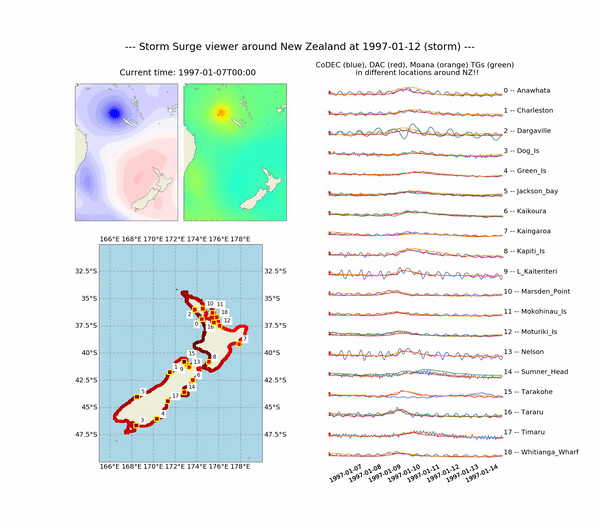 --- Storm Surge viewer around New Zealand at 1997-01-12 (storm) ---
Current time: 1997-01-07T00:00
CoDEC (blue), DAC (red), Moana (orange) TGs (green)
in different locations around NZ!!
0 -- Anawhata
1 -- Charleston
2 -- Dargaville
3 -- Dog_Is
4 -- Green_Is
5 -- Jackson_bay
6 -- Kaikoura
7 -- Kaingaroa
8 -- Kapiti_Is
9 -- L_Kaiteriteri
10 -- Marsden_Point
11 -- Mokohinau_Is
12 -- Moturiki_Is
13 -- Nelson
14 -- Sumner_Head
15 -- Tarakohe
16 -- Tararu
17 -- Timaru
18 -- Whitianga_Wharf
1997-01-07 1997-01-08 1997-01-09 1997-01-10 1997-01-11 1997-01-12 1997-01-13 1997-01-14
166°E 168°E 170°E 172°E 174°E 176°E 178°E
32.5°S 32.5°S
35°S 35°S
10 11
2 18
0 16 12
37.5°S 37.5°S
7
40°S 40°S
15 8
1 9 13
6
42.5°S 42.5°S
14
5 17
45°S 45°S
3 4
47.5°S 47.5°S
166°E 168°E 170°E 172°E 174°E 176°E 178°E